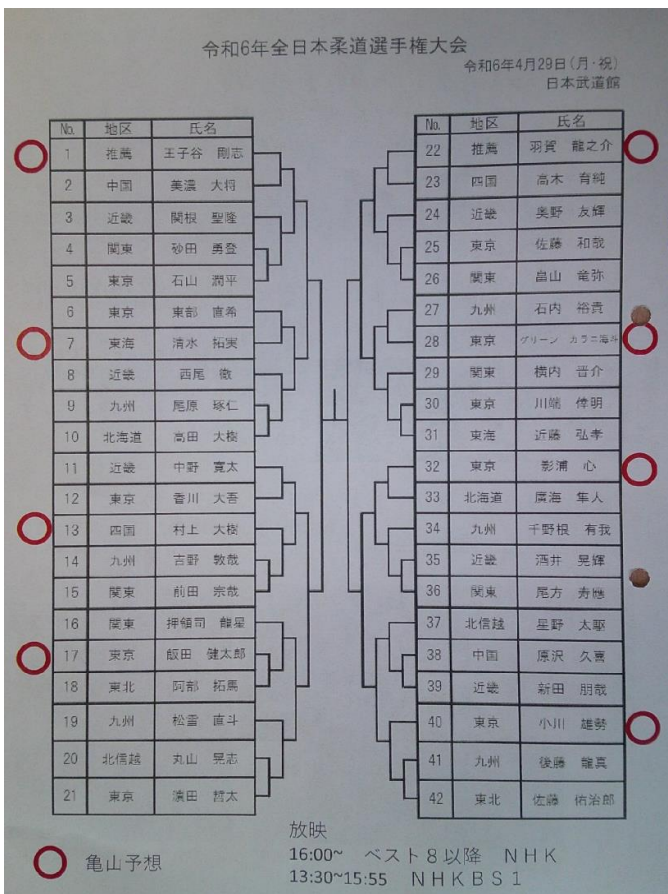 令和6年全日本柔道選手権大会
令和6年4月29日(月・祝)
日本武道館
No. 地区 氏名
1 推薦 王子谷 剛志
2 中国 美濃 大将
3 近畿 関根 聖隆
4 関東 砂田 勇登
5 東京 石山 潤平
6 東京 東部 直希
7 東海 清水 拓実
8 近畿 西尾 徹
9 九州 尾原 琢仁
10 北海道 高田 大樹
11 近畿 中野 寛太
12 東京 香川 大吾
13 四国 村上 大樹
14 九州 吉野 敦哉
15 関東 前田 宗哉
16 関東 押領司 龍星
17 東京 飯田 健太郎
18 東北 阿部 拓馬
19 九州 松雪 直斗
20 北信越 丸山 晃志
21 東京 濵田 哲太
No. 地区 氏名
22 推薦 羽賀 龍之介
23 四国 高木 育純
24 近畿 奥野 友輝
25 東京 佐藤 和哉
26 関東 畠山 竜弥
27 九州 石内 裕貴
28 東京 グリーン カラニ海斗
29 関東 横内 晋介
30 東京 川端 倖明
31 東海 近藤 弘孝
32 東京 影浦 心
33 北海道 廣海 隼人
34 九州 千野根 有我
35 近畿 酒井 晃輝
36 関東 尾方 寿應
37 北信越 星野 太駆
38 中国 原沢 久喜
39 近畿 新田 朋哉
40 東京 小川 雄勢
41 九州 後藤 龍真
42 東北 佐藤 佑治郎
亀山予想
放映
16:00~ ベスト8以降 NHK
13:30~15:55 NHKBS1